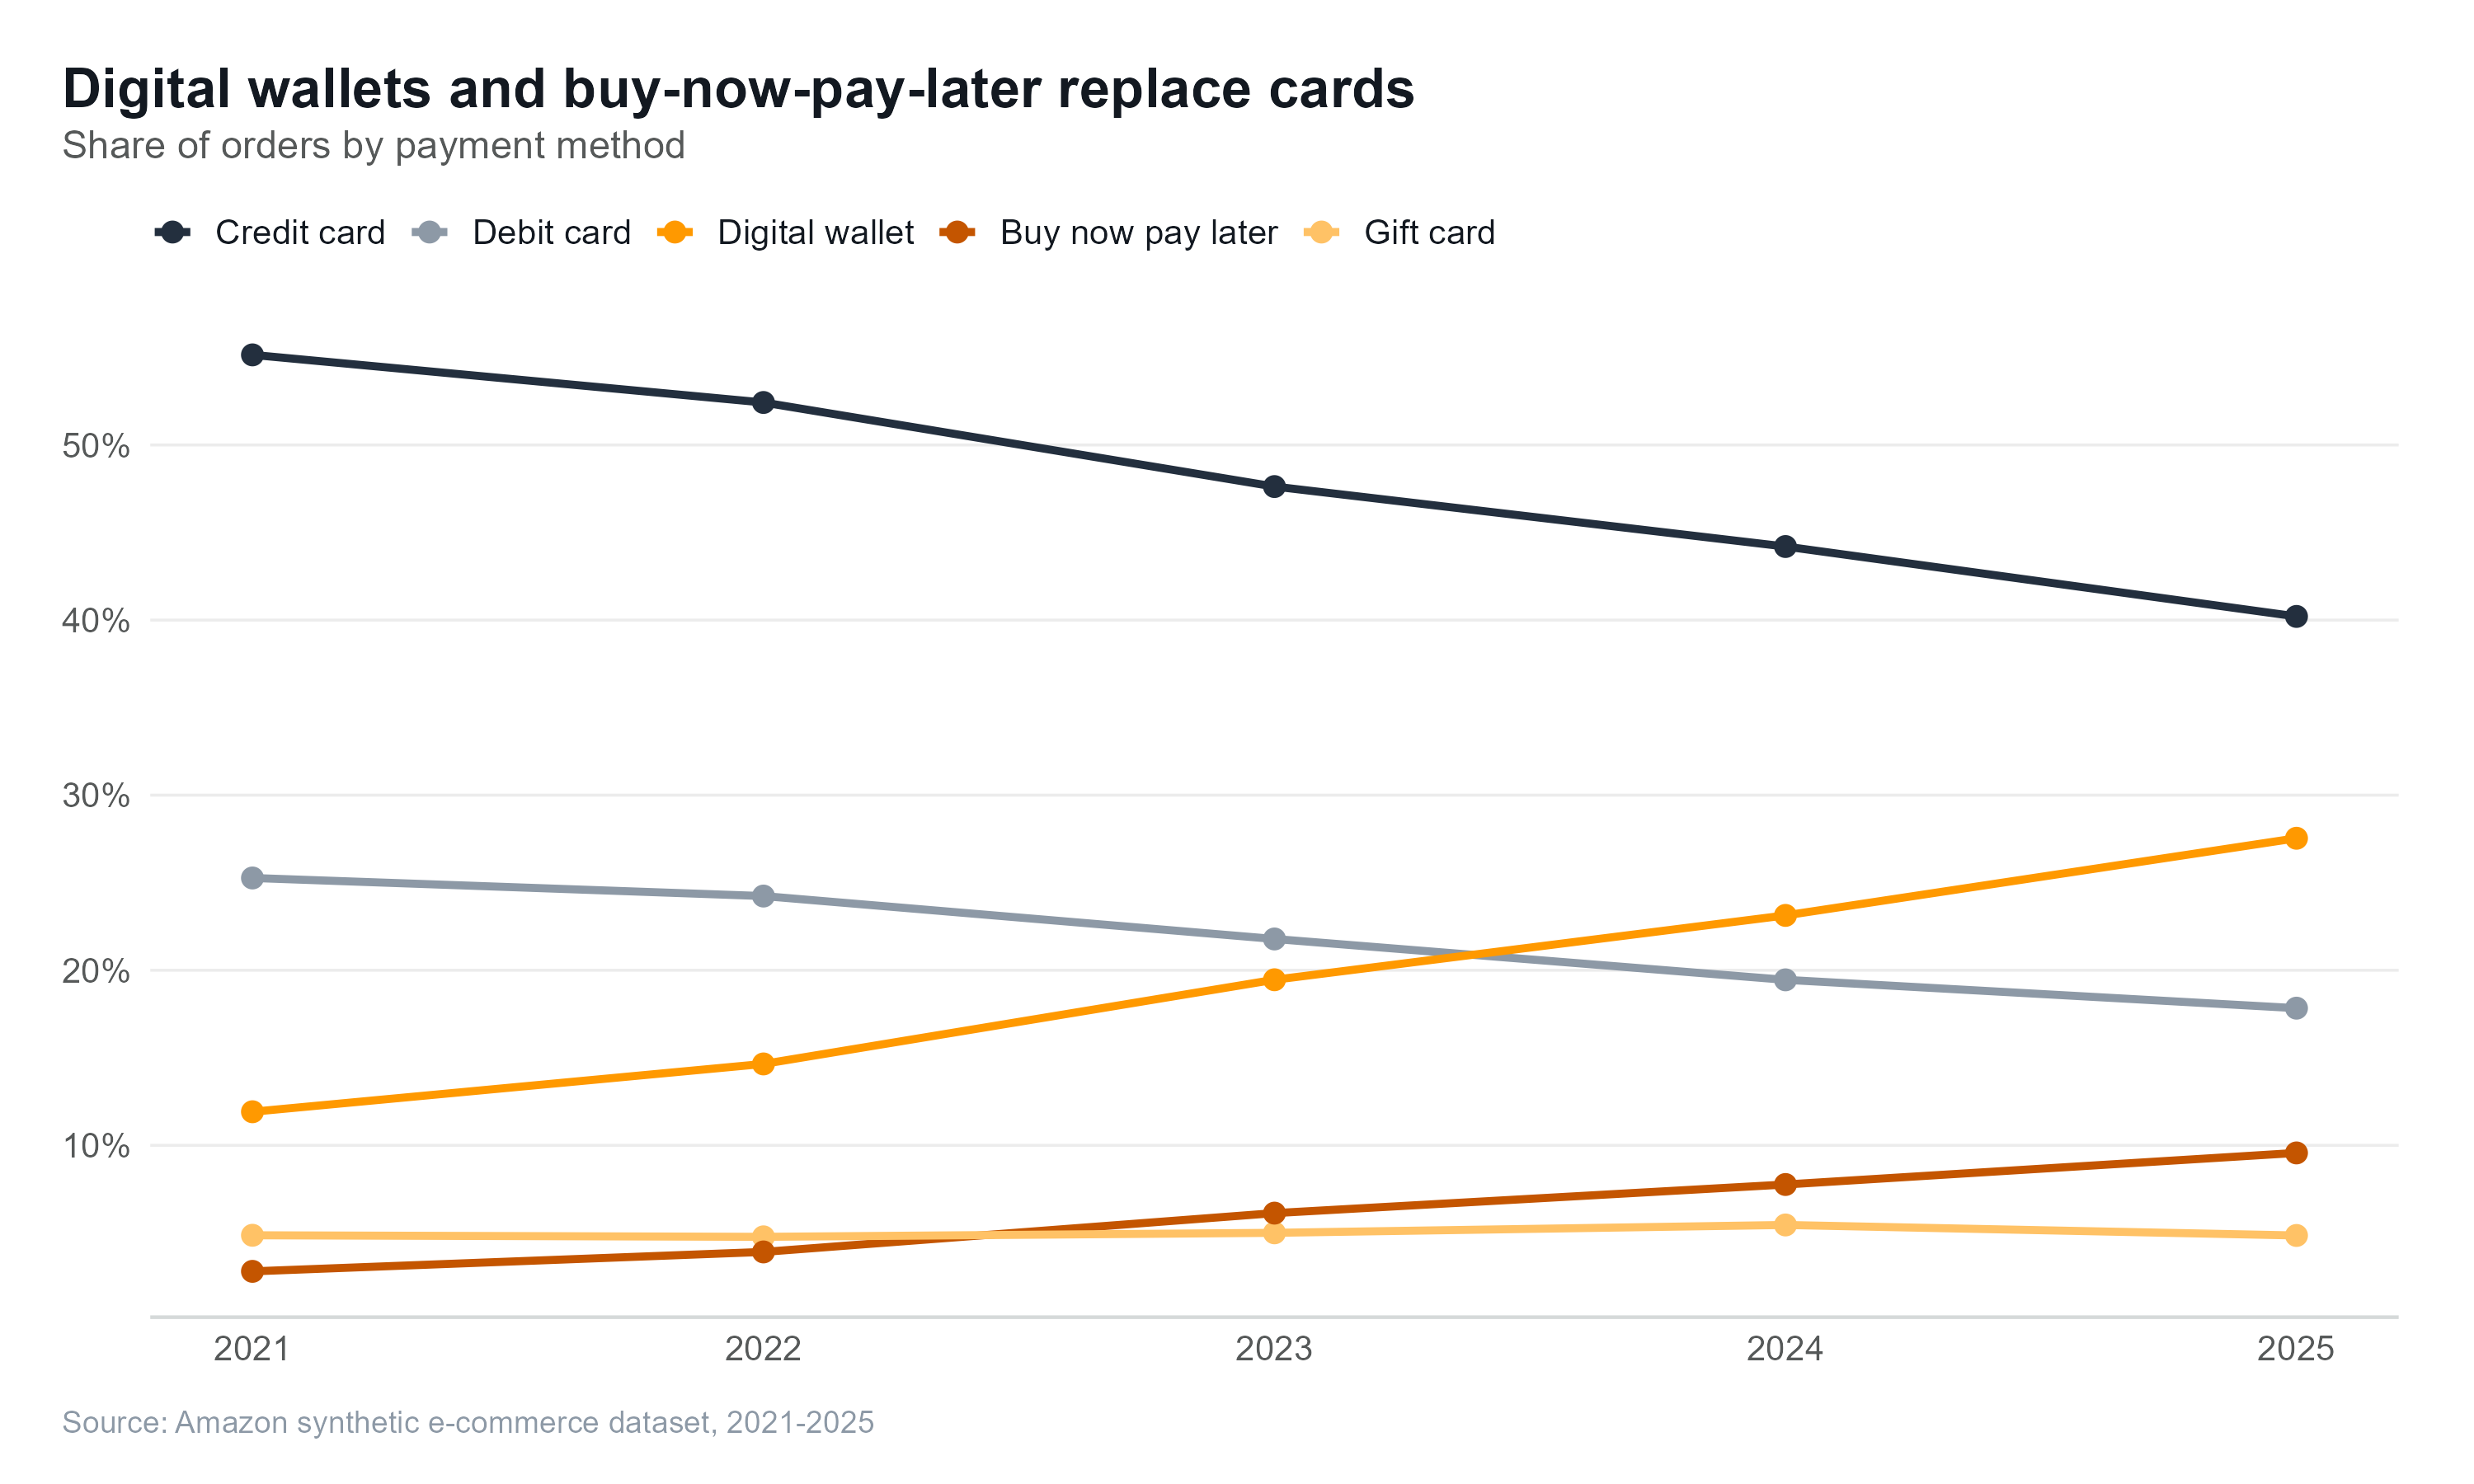 Digital wallets and buy-now-pay-later replace cards
Share of orders by payment method
Credit card Debit card Digital wallet Buy now pay later Gift card
50%
40%
30%
20%
10%
2021 2022 2023 2024 2025
Source: Amazon synthetic e-commerce dataset, 2021-2025